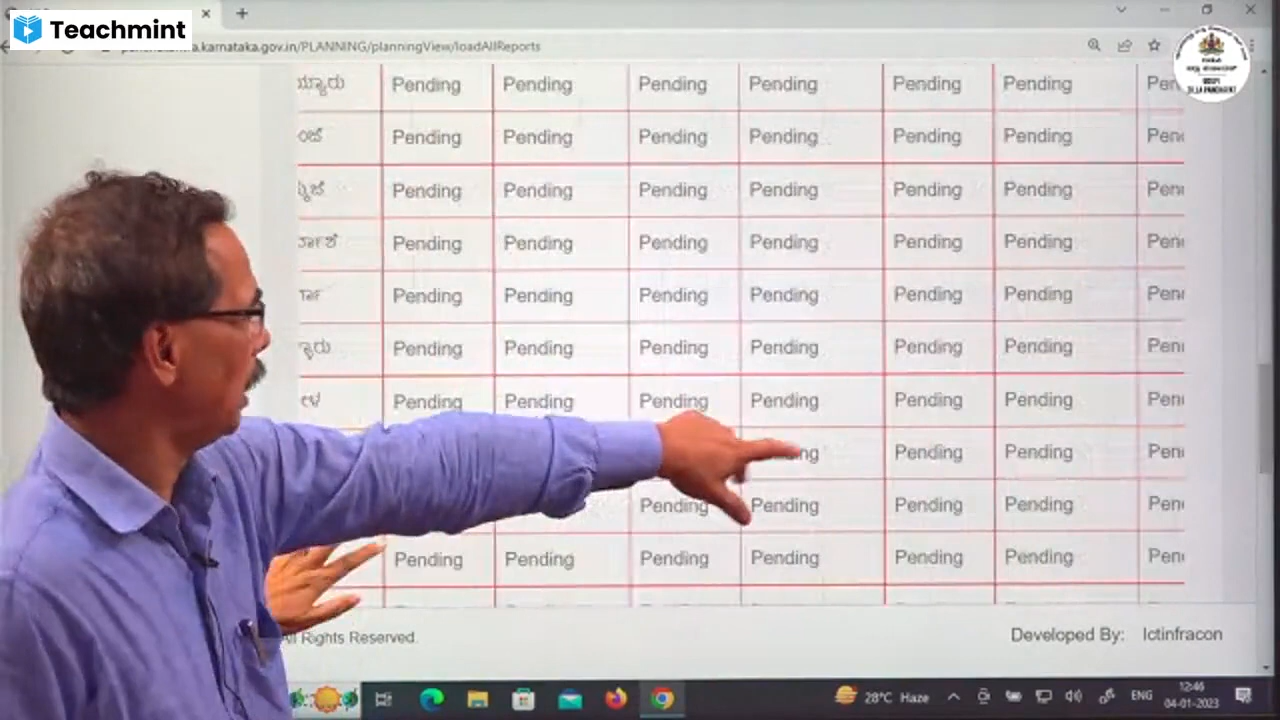 Teachmint
karnataka.gov.in/PLANNING/planningView/loadAllReports
Pending Pending Pending Pending Pending Pending
Pending Pending Pending Pending Pending Pending
Pending Pending Pending Pending Pending Pending
Pending Pending Pending Pending Pending Pending
Pending Pending Pending Pending Pending Pending
Pending Pending Pending Pending Pending Pending
Pending Pending Pending Pending Pending Pending
Pending Pending
Pending Pending Pending Pending
Pending Pending Pending Pending Pending Pending
All Rights Reserved.
Developed By: Ictinfracon
28°C Haze
ENG
12:46
04-01-2023